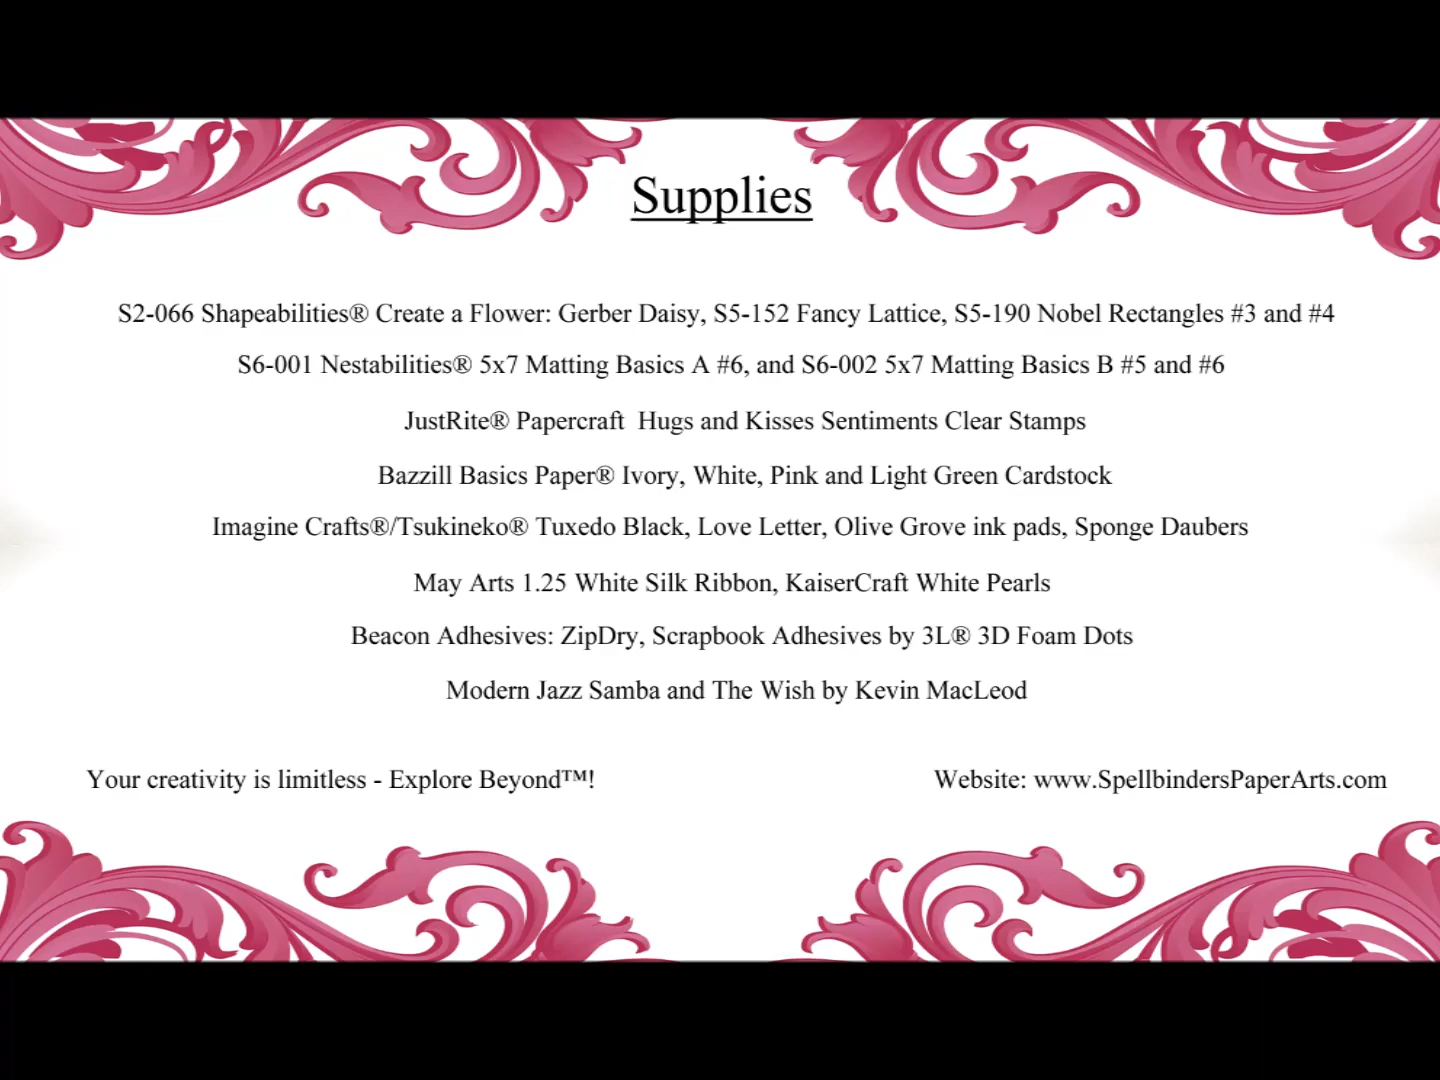 Supplies
S2-066 Shapeabilities® Create a Flower: Gerber Daisy, S5-152 Fancy Lattice, S5-190 Nobel Rectangles #3 and #4
S6-001 Nestabilities® 5x7 Matting Basics A #6, and S6-002 5x7 Matting Basics B #5 and #6
JustRite® Papercraft  Hugs and Kisses Sentiments Clear Stamps
Bazzill Basics Paper® Ivory, White, Pink and Light Green Cardstock
Imagine Crafts®/Tsukineko® Tuxedo Black, Love Letter, Olive Grove ink pads, Sponge Daubers
May Arts 1.25 White Silk Ribbon, KaiserCraft White Pearls
Beacon Adhesives: ZipDry, Scrapbook Adhesives by 3L® 3D Foam Dots
Modern Jazz Samba and The Wish by Kevin MacLeod
Your creativity is limitless - Explore Beyond™!
Website: www.SpellbindersPaperArts.com